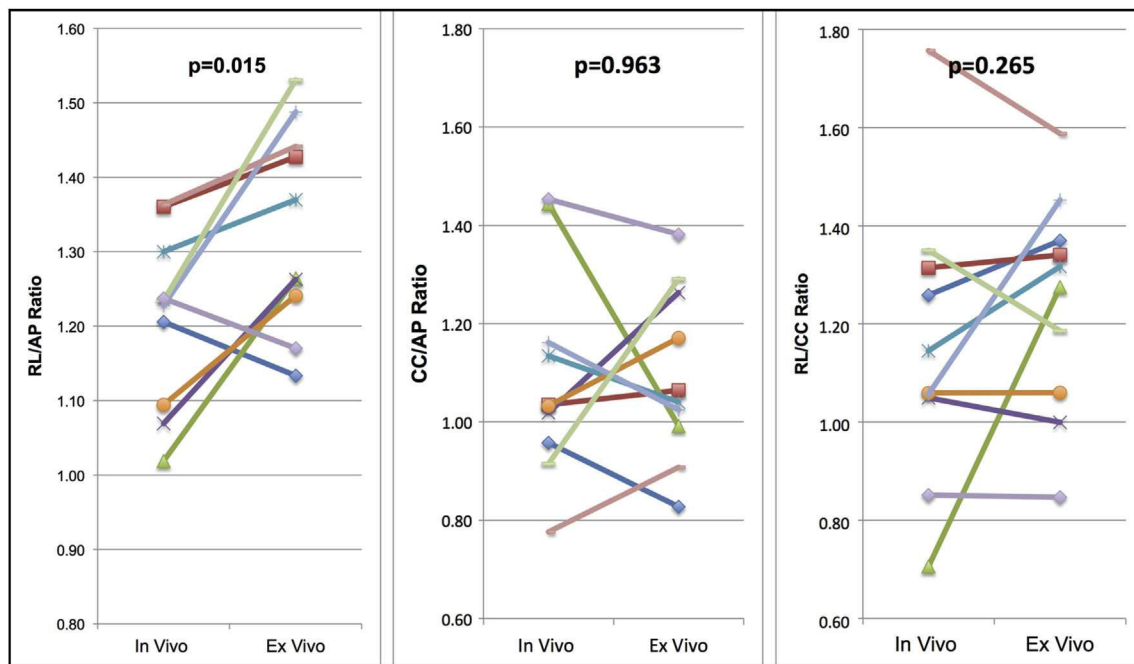 p=0.015
RL/AP Ratio
1.60
1.50
1.40
1.30
1.20
1.10
1.00
0.90
0.80
In Vivo
Ex Vivo
p=0.963
CC/AP Ratio
1.80
1.60
1.40
1.20
1.00
0.80
0.60
In Vivo
Ex Vivo
p=0.265
RL/CC Ratio
1.80
1.60
1.40
1.20
1.00
0.80
0.60
In Vivo
Ex Vivo